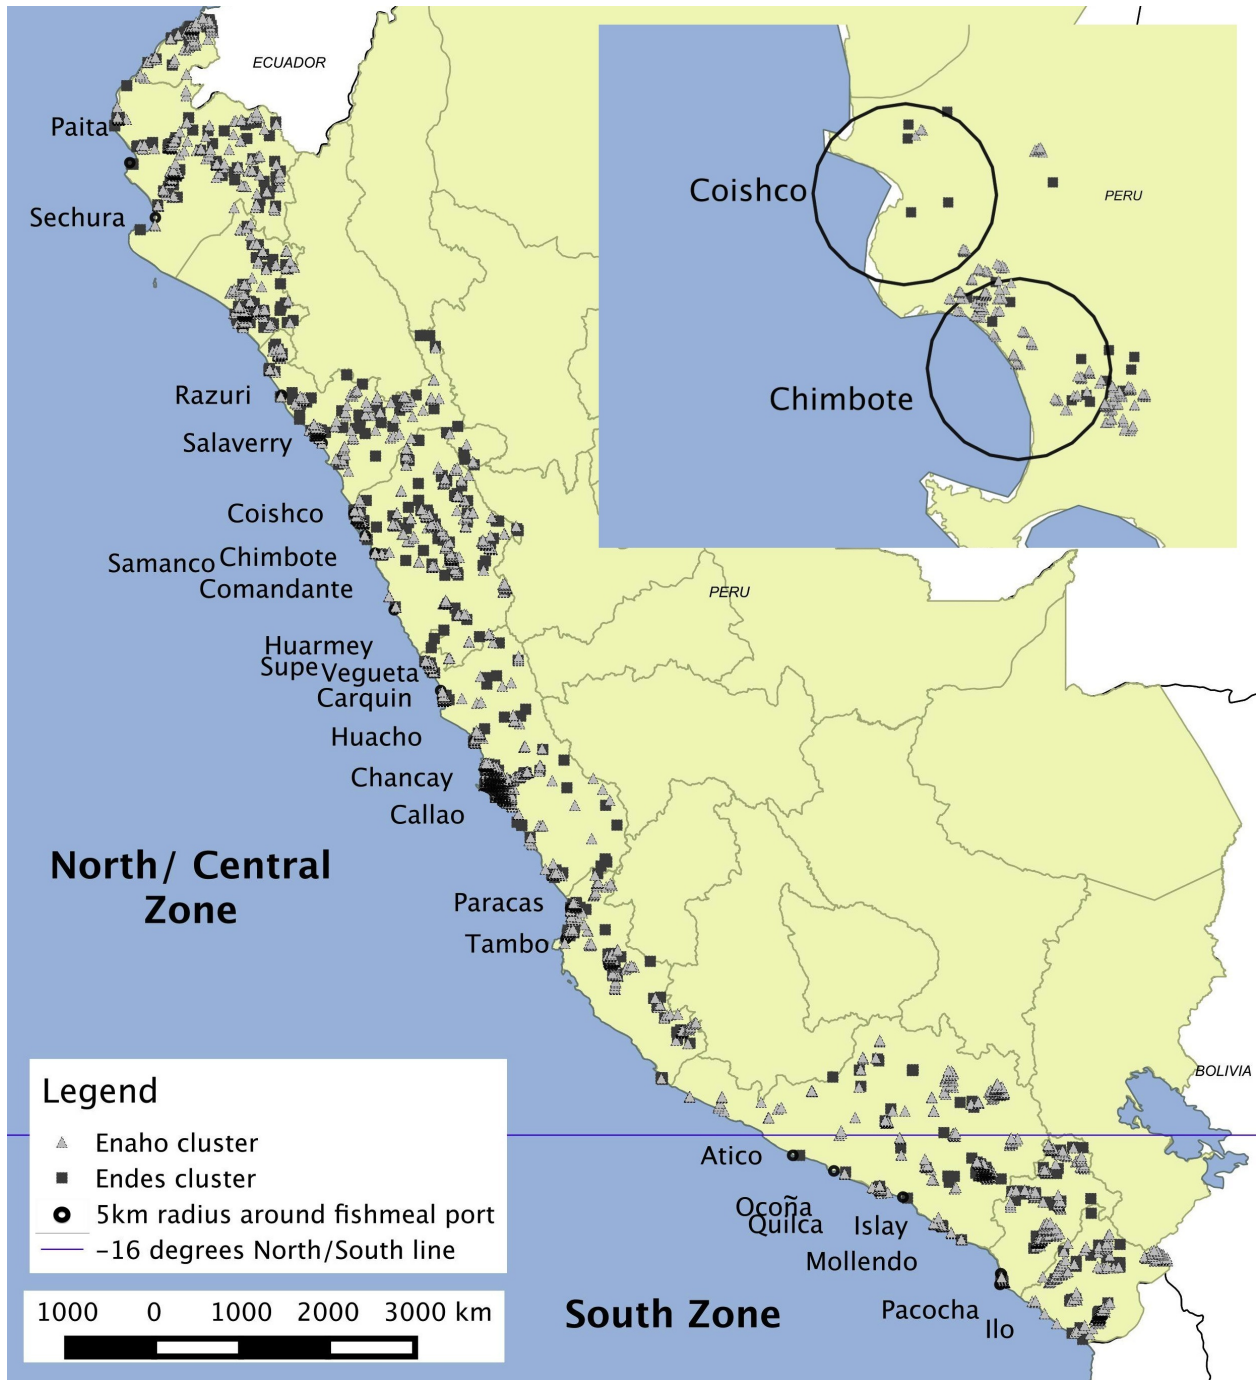 ECUADOR
Paita
Sechura
Coishco
PERU
Chimbote
Razuri
Salaverry
Coishco
Samanco Chimbote
Comandante
PERU
Huarmey
Supe Vegueta
Carquin
Huacho
Chancay
Callao
North/ Central
Zone
Paracas
Tambo
BOLIVIA
Atico
Ocoña
Quilca Islay
Mollendo
Pacocha
Ilo
South Zone
Legend
Enaho cluster
Endes cluster
5km radius around fishmeal port
-16 degrees North/South line
1000 0 1000 2000 3000 km